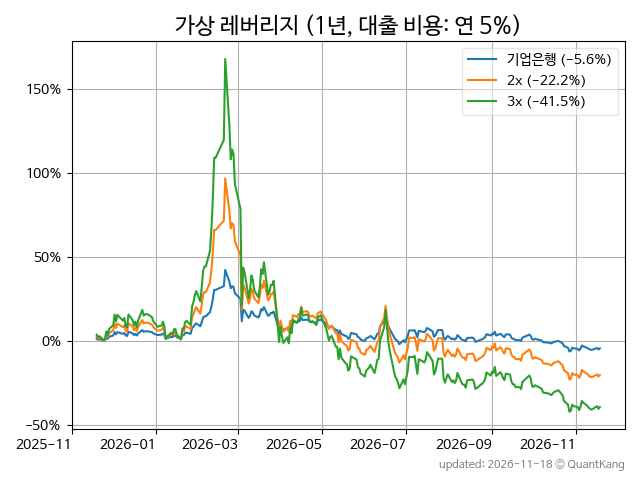 가상 레버리지 (1년, 대출 비용: 연 5%)
기업은행 (−5.6%)
2x (−22.2%)
3x (−41.5%)
150%
100%
50%
0%
−50%
2025-11 2026-01 2026-03 2026-05 2026-07 2026-09 2026-11
updated: 2026-11-18 © QuantKang